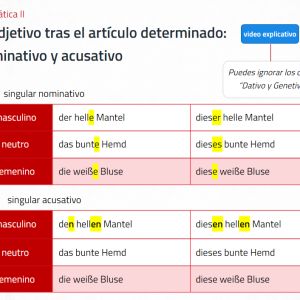 ática II
djetivo tras el artículo determinado:
video explicativo
inativo y acusativo
Puedes ignorar los c
"Dativo y Genetiv
singular nominativo
nasculino der helle Mantel dieser helle Mantel
neutro das bunte Hemd dieses bunte Hemd
emenino die weiße Bluse diese weiße Bluse
singular acusativo
nasculino den hellen Mantel diesen hellen Mantel
neutro das bunte Hemd dieses bunte Hemd
emenino die weiße Bluse diese weiße Bluse